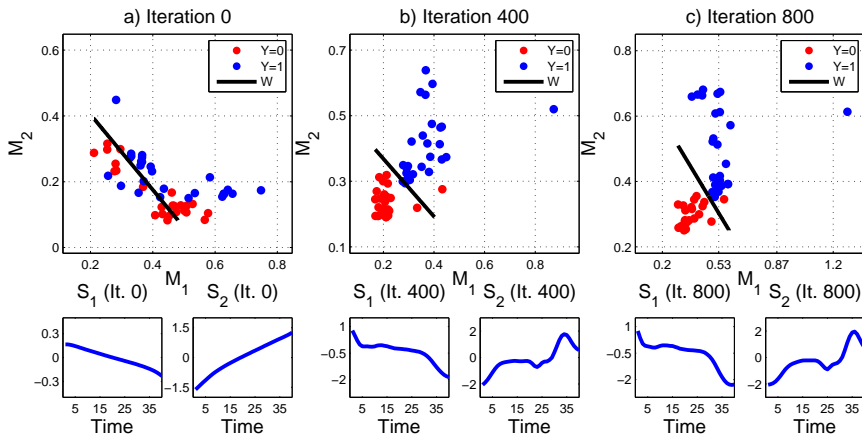 a) Iteration 0
b) Iteration 400
c) Iteration 800
M2
0.6
0.4
0.2
0
Y=0
Y=1
W
0.2 0.4 0.6 0.8
M1
M2
0.7
0.5
0.3
0.1
Y=0
Y=1
W
0.2 0.4 0.6 0.8
M1
M2
0.8
0.6
0.4
0.2
Y=0
Y=1
W
0.2 0.53 0.87 1.2
M1
S1 (It. 0)
0.3
0
−0.3
5 15 25 35
Time
S2 (It. 0)
1.5
0
−1.5
5 15 25 35
Time
S1 (It. 400)
1
−0.5
−2
5 15 25 35
Time
S2 (It. 400)
2
0
−2
5 15 25 35
Time
S1 (It. 800)
1
−0.5
−2
5 15 25 35
Time
S2 (It. 800)
2
0
−2
5 15 25 35
Time